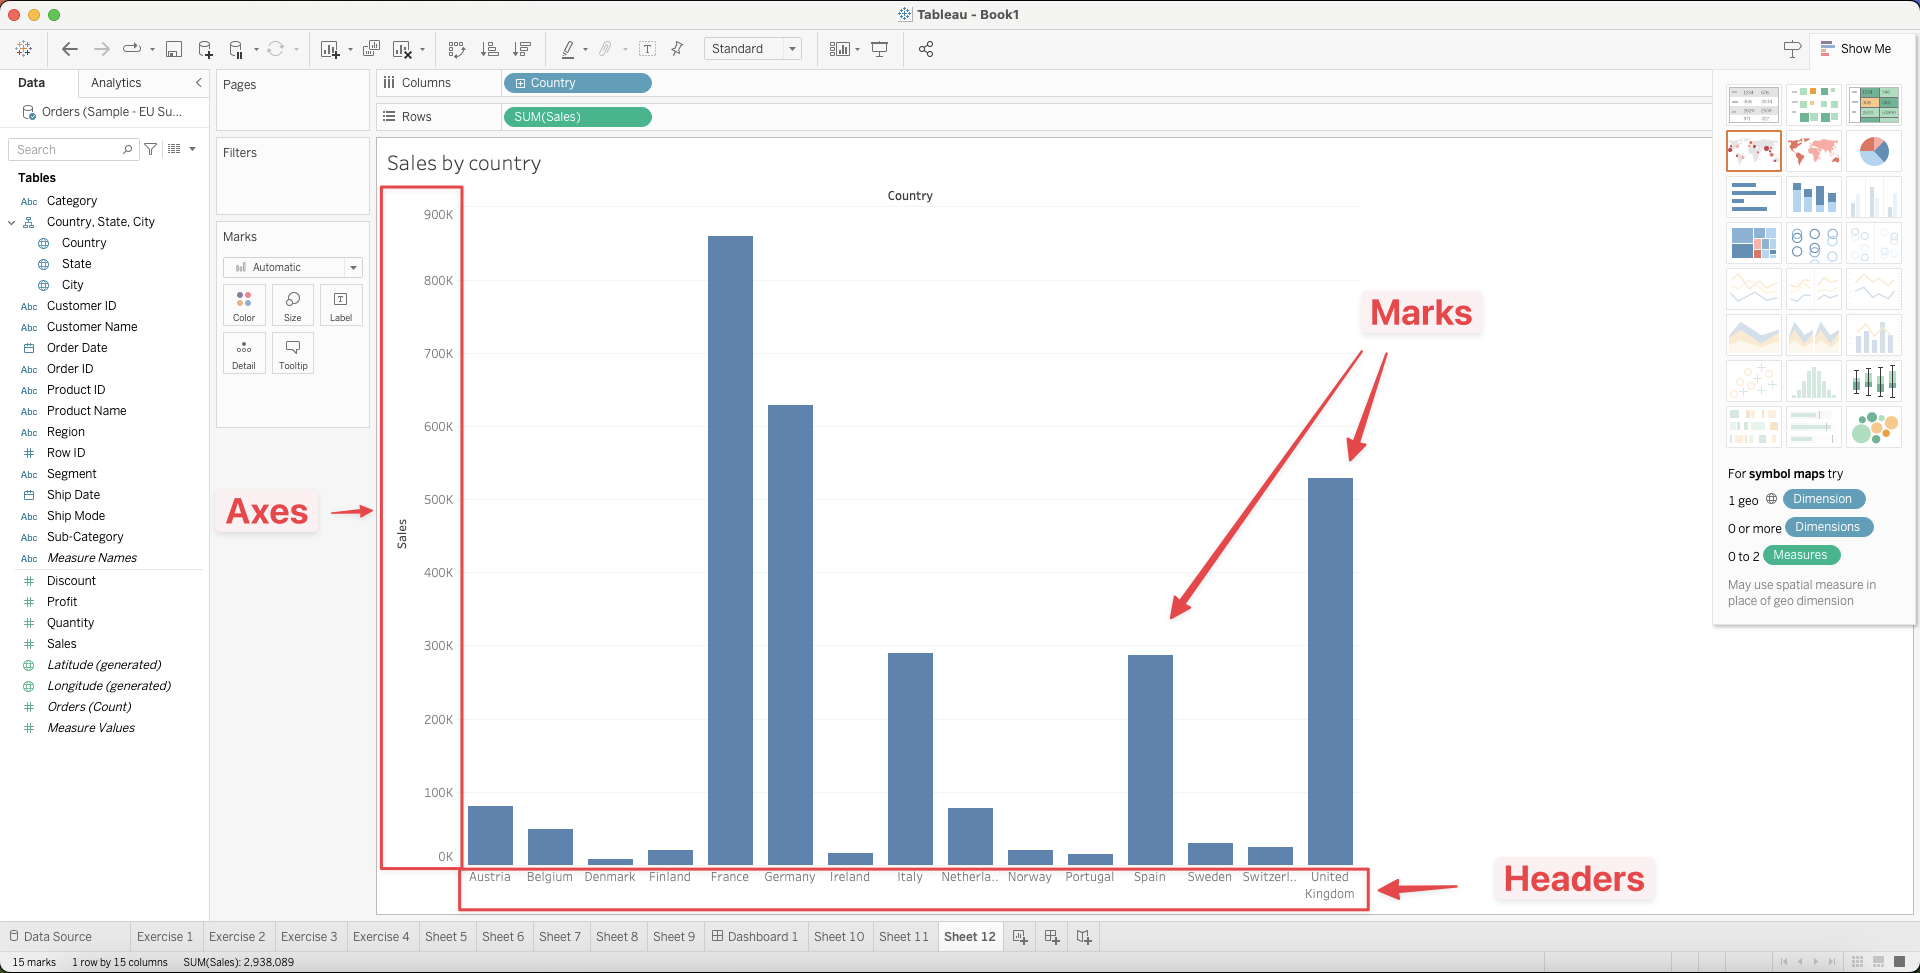 Tableau - Book1
Standard
Show Me
Data
Analytics
Orders (Sample - EU Su...
Search
Tables
Abc Category
Country, State, City
Country
State
City
Abc Customer ID
Abc Customer Name
Order Date
Abc Order ID
Abc Product ID
Abc Product Name
Abc Region
# Row ID
Abc Segment
Ship Date
Abc Ship Mode
Abc Sub-Category
Abc Measure Names
# Discount
# Profit
# Quantity
# Sales
Latitude (generated)
Longitude (generated)
# Orders (Count)
# Measure Values
Pages
Filters
Marks
Automatic
Color
Size
Label
Detail
Tooltip
Columns
Country
Rows
SUM(Sales)
Sales by country
Country
900K
800K
700K
600K
500K
400K
300K
200K
100K
0K
Sales
Axes
Marks
Headers
Austria Belgium Denmark Finland France Germany Ireland Italy Netherla.. Norway Portugal Spain Sweden Switzerl.. United
Kingdom
For symbol maps try
1 geo Dimension
0 or more Dimensions
0 to 2 Measures
May use spatial measure in
place of geo dimension
Data Source Exercise 1 Exercise 2 Exercise 3 Exercise 4 Sheet 5 Sheet 6 Sheet 7 Sheet 8 Sheet 9 Dashboard 1 Sheet 10 Sheet 11 Sheet 12
15 marks 1 row by 15 columns SUM(Sales): 2,938,089